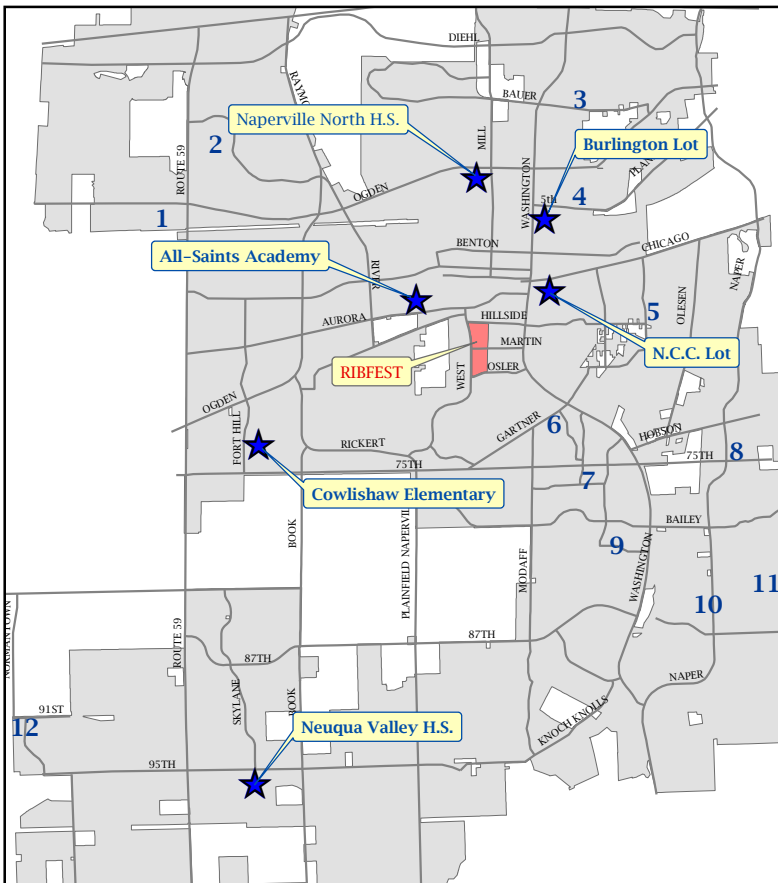 DIEHL
RAYMO
BAUER
3
Naperville North H.S.
MILL
2
Burlington Lot
PLAN
ROUTE 59
OGDEN
WASHINGTON
5th
4
1
BENTON
CHICAGO
All-Saints Academy
RIVER
NAPER
OLESEN
AURORA
HILLSIDE
5
MARTIN
N.C.C. Lot
RIBFEST
WEST
OSLER
OGDEN
FORT HILL
GARTNER
6
HOBSON
RICKERT
8
75TH
75TH
7
Cowlishaw Elementary
BOOK
PLAINFIELD NAPERVIL
BAILEY
MODAFF
9
WASHINGTON
11
10
NORMANTOWN
ROUTE 59
87TH
87TH
NAPER
SKYLANE
BOOK
91ST
12
KNOCH KNOLLS
Neuqua Valley H.S.
95TH